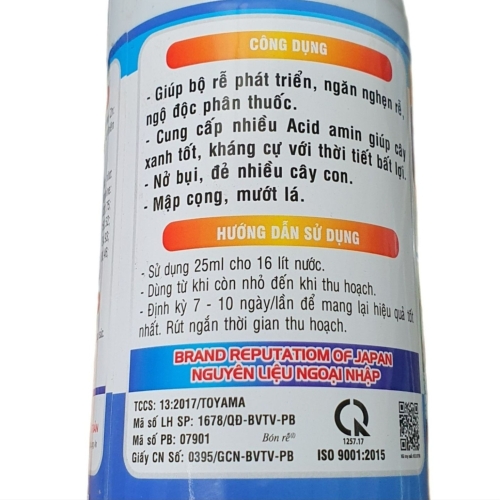 CÔNG DỤNG
- Giúp bộ rễ phát triển, ngăn nghẹn rễ,
ngộ độc phân thuốc.
- Cung cấp nhiều Acid amin giúp cây
xanh tốt, kháng cự với thời tiết bất lợi.
- Nở bụi, đẻ nhiều cây con.
- Mập cọng, mướt lá.
HƯỚNG DẪN SỬ DỤNG
- Sử dụng 25ml cho 16 lít nước.
- Dùng từ khi còn nhỏ đến khi thu hoạch.
- Định kỳ 7 - 10 ngày/lần để mang lại hiệu quả tốt
nhất. Rút ngắn thời gian thu hoạch.
BRAND REPUTATIOM OF JAPAN
NGUYÊN LIỆU NGOẠI NHẬP
TCCS: 13:2017/TOYAMA
Mã số LH SP: 1678/QĐ-BVTV-PB
Mã số PB: 07901 Bón rễ®
Giấy CN Số: 0395/GCN-BVTV-PB
1257.17
ISO 9001:2015